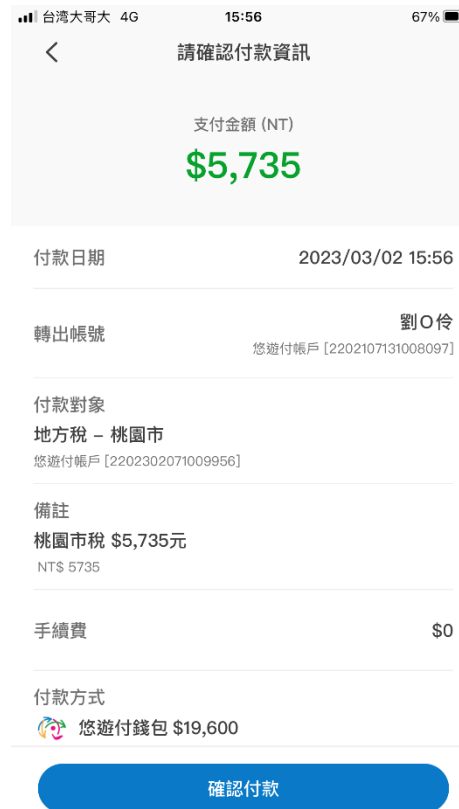 台灣大哥大 4G 15:56 67%
請確認付款資訊
支付金額 (NT)
$5,735
付款日期 2023/03/02 15:56
轉出帳號 劉O伶
悠遊付帳戶 [2202107131008097]
付款對象
地方稅 – 桃園市
悠遊付帳戶 [2202302071009956]
備註
桃園市稅 $5,735元
NT$ 5735
手續費 $0
付款方式
悠遊付錢包 $19,600
確認付款